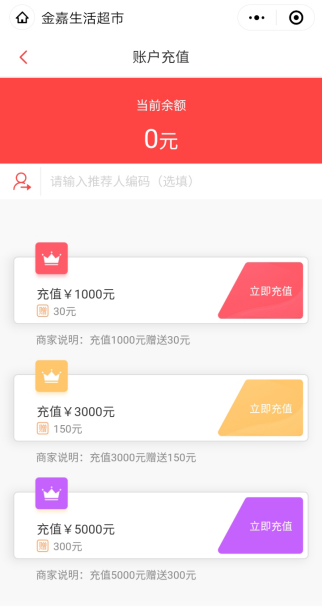 金嘉生活超市
账户充值
当前余额
0元
请输入推荐人编码（选填）
充值￥1000元
立即充值
赠 30元
商家说明：充值1000元赠送30元
充值￥3000元
立即充值
赠 150元
商家说明：充值3000元赠送150元
充值￥5000元
立即充值
赠 300元
商家说明：充值5000元赠送300元